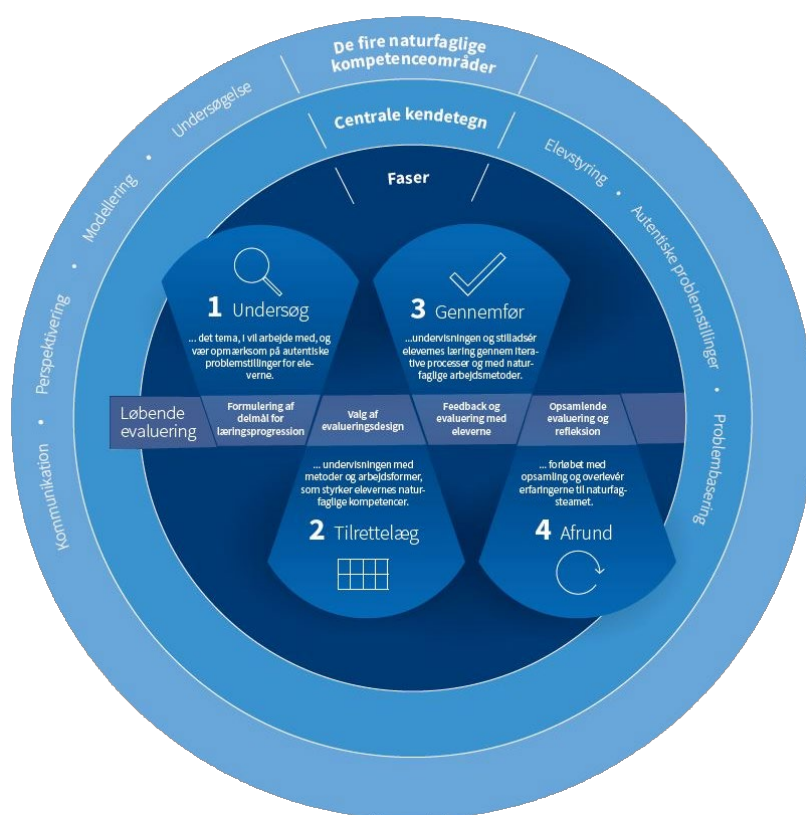 De fire naturfaglige
kompetenceområder
Kommunikation • Perspektivering • Modellering • Undersøgelse
Centrale kendetegn
Elevstyring • Autentiske problemstillinger • Problembasering
Faser
1 Undersøg
... det tema, i vil arbejde med, og
vær opmærksom på autentiske
problemstillinger for ele-
verne.
3 Gennemfør
...undervisningen og stilladsér
elevernes læring gennem itera-
tive processer og med natur-
faglige arbejdsmetoder.
Løbende
evaluering
Formulering af
delmål for
læringsprogression
Valg af
evalueringsdesign
Feedback og
evaluering med
eleverne
Opsamlende
evaluering og
refleksion
... undervisningen med
metoder og arbejdsformer,
som styrker elevernes natur-
faglige kompetencer.
2 Tilrettelæg
... forløbet med
opsamling og overlevér
erfaringerne til naturfag-
steamet.
4 Afrund